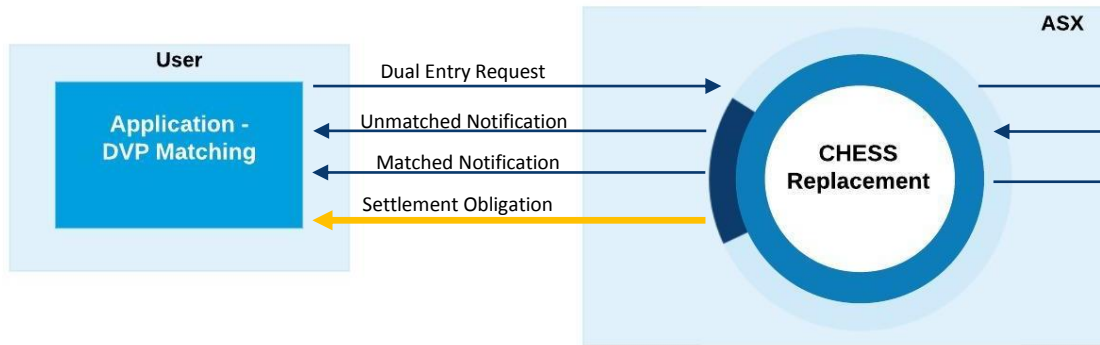 ASX
User
Dual Entry Request
Application -
DVP Matching
Unmatched Notification
Matched Notification
CHESS
Replacement
Settlement Obligation